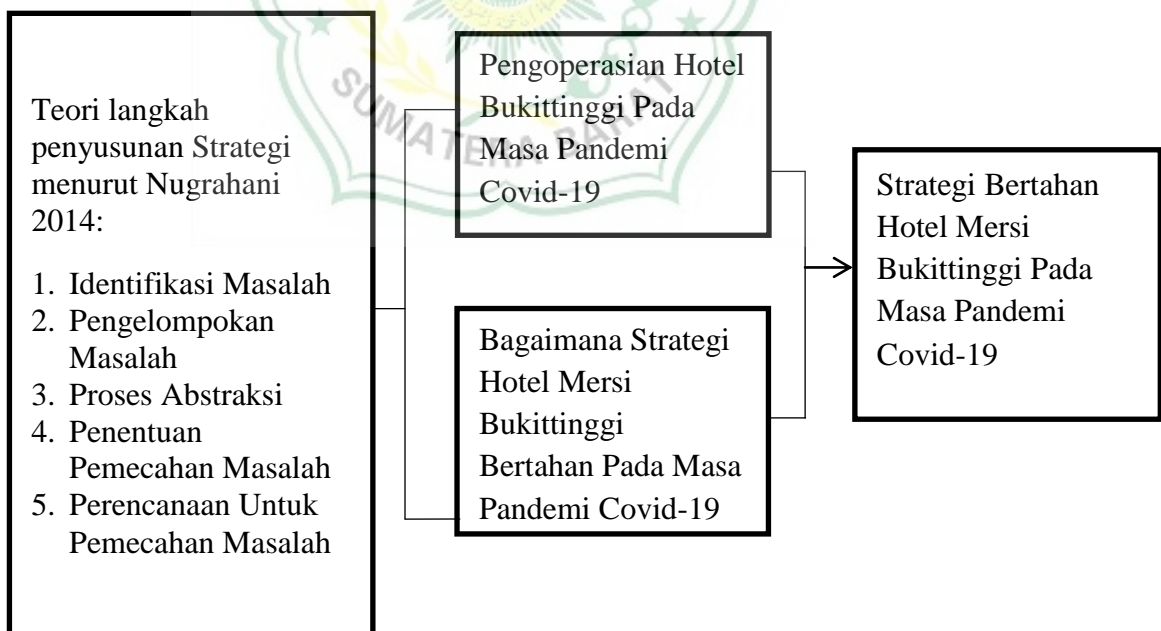 Teori langkah
penyusunan Strategi
menurut Nugrahani
2014:
1. Identifikasi Masalah
2. Pengelompokan
Masalah
3. Proses Abstraksi
4. Penentuan
Pemecahan Masalah
5. Perencanaan Untuk
Pemecahan Masalah
Pengoperasian Hotel
Bukittinggi Pada
Masa Pandemi
Covid-19
Bagaimana Strategi
Hotel Mersi
Bukittinggi
Bertahan Pada Masa
Pandemi Covid-19
Strategi Bertahan
Hotel Mersi
Bukittinggi Pada
Masa Pandemi
Covid-19
SUMATERA BARAT